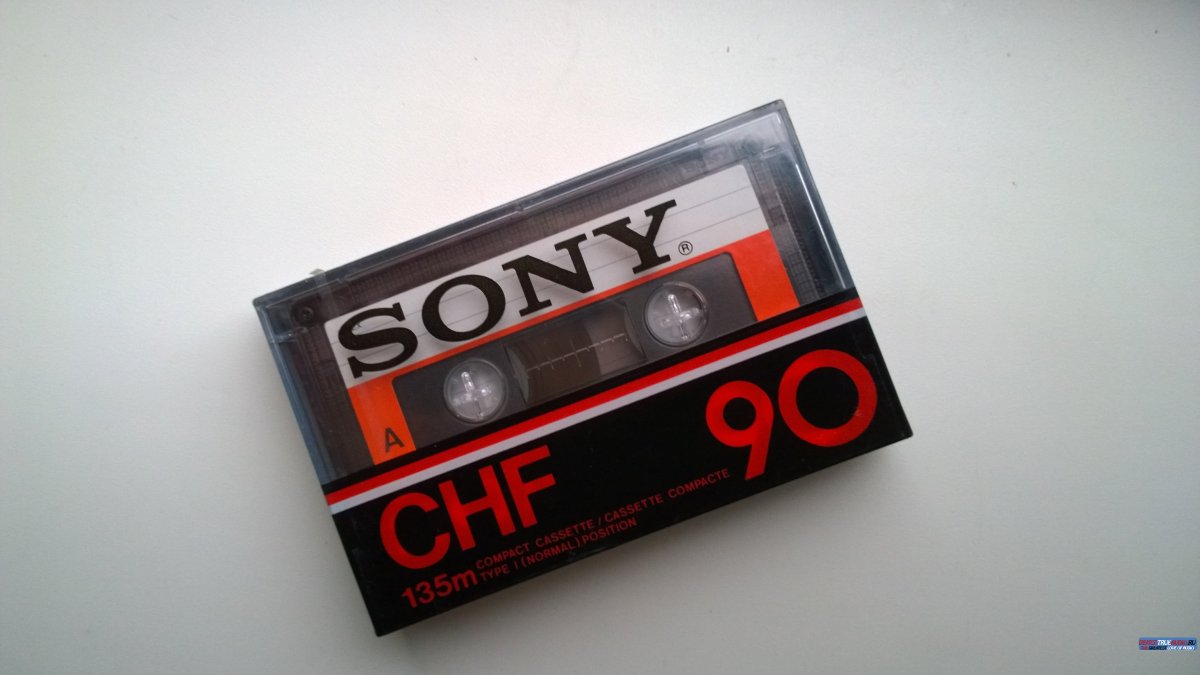 SONY®
A
CHF 90
135m
COMPACT CASSETTE / CASSETTE COMPACTE
TYPE I (NORMAL) POSITION